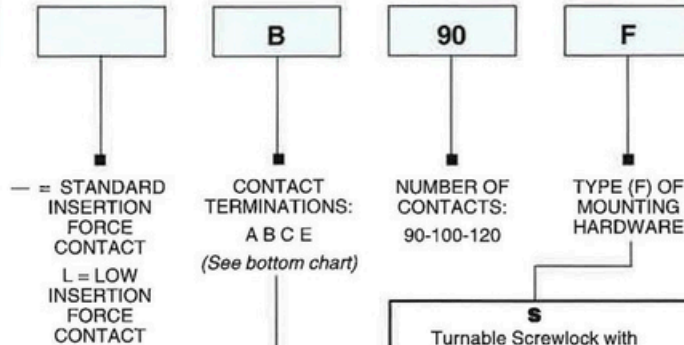 B
90
F
— = STANDARD
INSERTION
FORCE
CONTACT
L = LOW
INSERTION
FORCE
CONTACT
CONTACT
TERMINATIONS:
A B C E
(See bottom chart)
NUMBER OF
CONTACTS:
90-100-120
TYPE (F) OF
MOUNTING
HARDWARE
S
Turnable Screwlock with